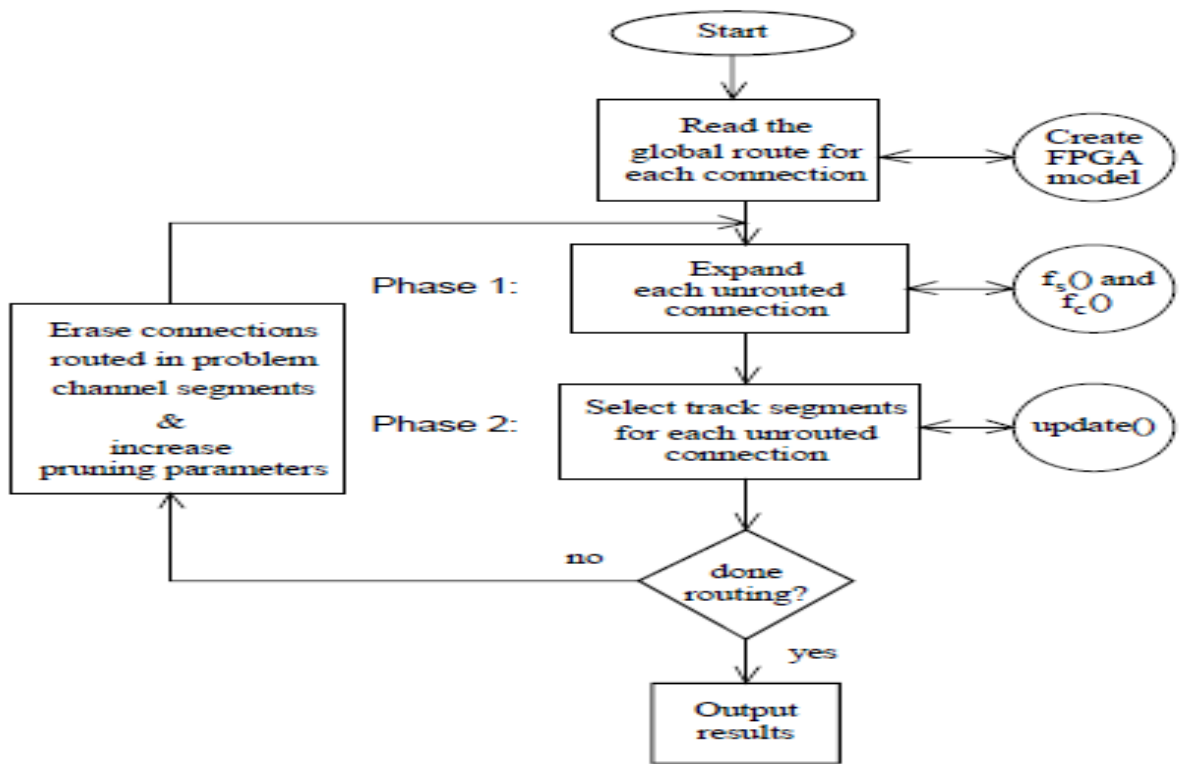 Start
Read the
global route for
each connection
Create
FPGA
model
Phase 1:
Expand
each unrouted
connection
fs() and
fc()
Erase connections
routed in problem
channel segments
&
increase
pruning parameters
Phase 2:
Select track segments
for each unrouted
connection
update()
no
done
routing?
yes
Output
results